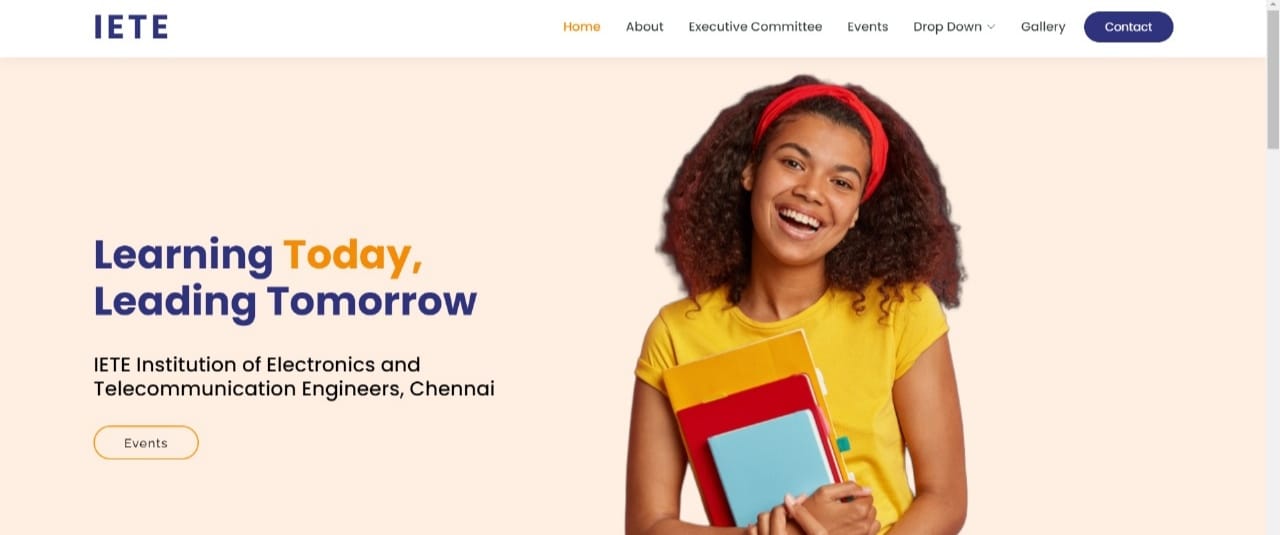 IETE
Home About Executive Committee Events Drop Down Gallery Contact
Learning Today,
Leading Tomorrow
IETE Institution of Electronics and
Telecommunication Engineers, Chennai
Events